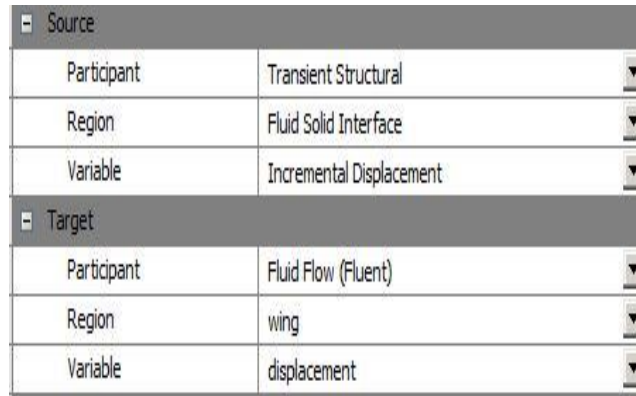 Source
Participant Transient Structural
Region Fluid Solid Interface
Variable Incremental Displacement
Target
Participant Fluid Flow (Fluent)
Region wing
Variable displacement